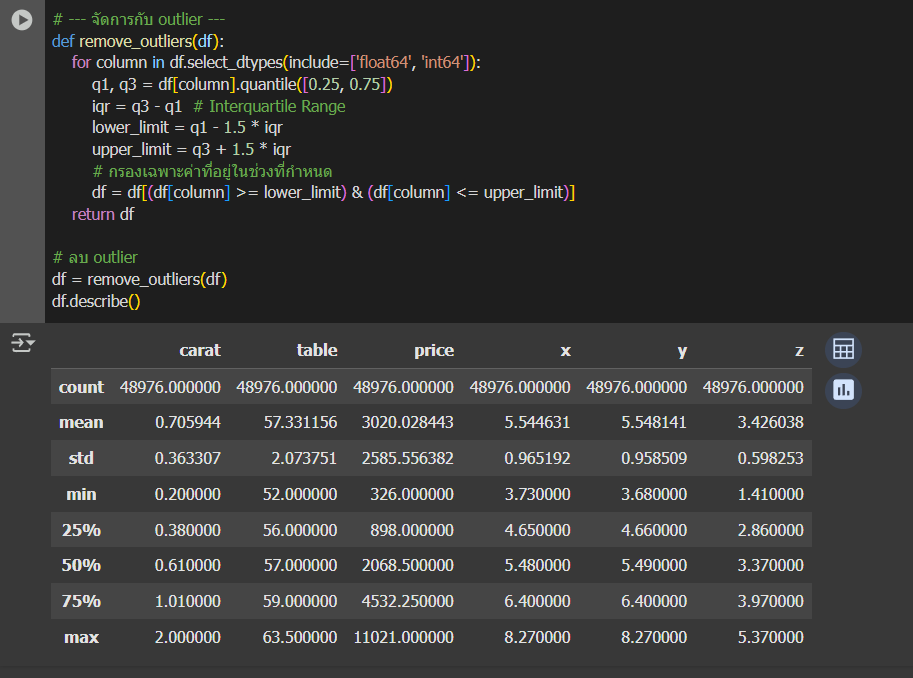 # --- จัดการกับ outlier ---
def remove_outliers(df):
    for column in df.select_dtypes(include=['float64', 'int64']):
        q1, q3 = df[column].quantile([0.25, 0.75])
        iqr = q3 - q1  # Interquartile Range
        lower_limit = q1 - 1.5 * iqr
        upper_limit = q3 + 1.5 * iqr
        # กรองเฉพาะค่าที่อยู่ในช่วงที่กำหนด
        df = df[(df[column] >= lower_limit) & (df[column] <= upper_limit)]
    return df
# ลบ outlier
df = remove_outliers(df)
df.describe()
carat table price x y z
count 48976.000000 48976.000000 48976.000000 48976.000000 48976.000000 48976.000000
mean 0.705944 57.331156 3020.028443 5.544631 5.548141 3.426038
std 0.363307 2.073751 2585.556382 0.965192 0.958509 0.598253
min 0.200000 52.000000 326.000000 3.730000 3.680000 1.410000
25% 0.380000 56.000000 898.000000 4.650000 4.660000 2.860000
50% 0.610000 57.000000 2068.500000 5.480000 5.490000 3.370000
75% 1.010000 59.000000 4532.250000 6.400000 6.400000 3.970000
max 2.000000 63.500000 11021.000000 8.270000 8.270000 5.370000